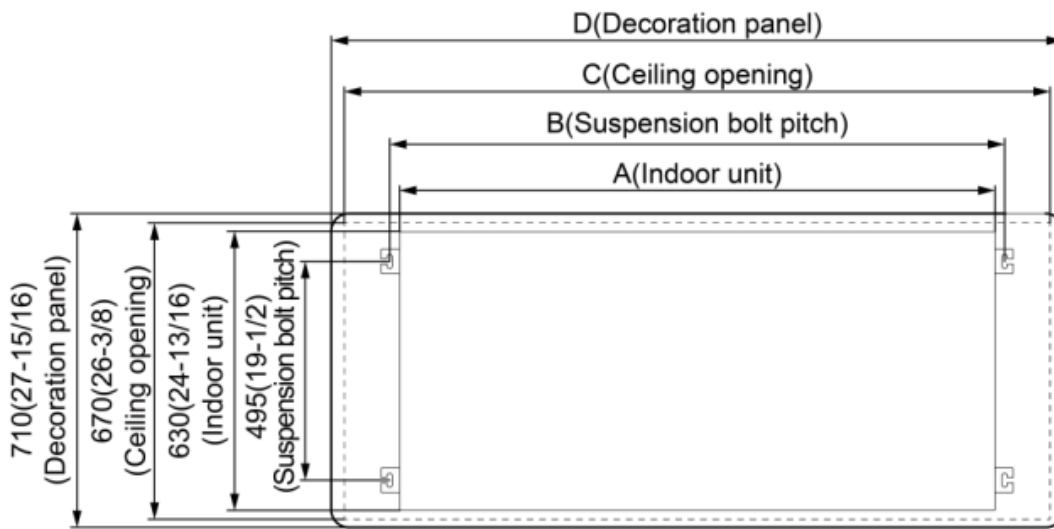 D(Decoration panel)
C(Ceiling opening)
B(Suspension bolt pitch)
A(Indoor unit)
710(27-15/16)
(Decoration panel)
670(26-3/8)
(Ceiling opening)
630(24-13/16)
(Indoor unit)
495(19-1/2)
(Suspension bolt pitch)